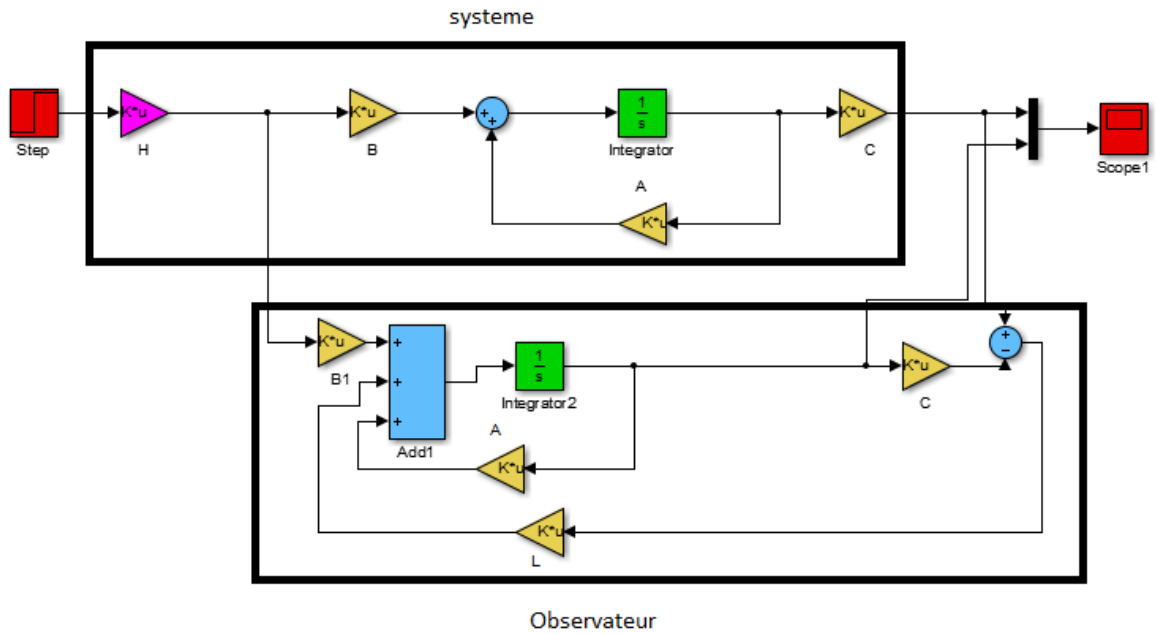 systeme
K*u
K*u
+
+
1
s
K*u
Step
H
B
Integrator
C
Scope1
A
K*u
K*u
+
+
+
1
s
K*u
+
−
B1
Integrator2
C
A
Add1
K*u
K*u
L
Observateur